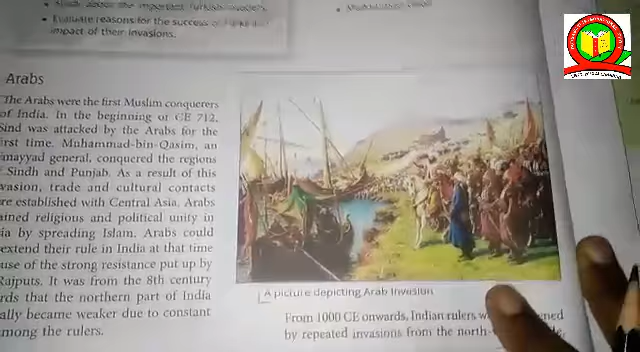 • Evaluate reasons for the success of
impact of their invasions.
Arabs
The Arabs were the first Muslim conquerers
of India. In the beginning of CE 712,
Sind was attacked by the Arabs for the
irst time. Muhammad-bin-Qasim, an
mayyad general, conquered the regions
Sindh and Punjab. As a result of this
vasion, trade and cultural contacts
re established with Central Asia. Arabs
ained religious and political unity in
ia by spreading Islam. Arabs could
extend their rule in India at that time
use of the strong resistance put up by
Rajputs. It was from the 8th century
rds that the northern part of India
ally became weaker due to constant
mong the rulers.
A picture depicting Arab Invasion
From 1000 CE onwards, Indian rulers ened
by repeated invasions from the north-